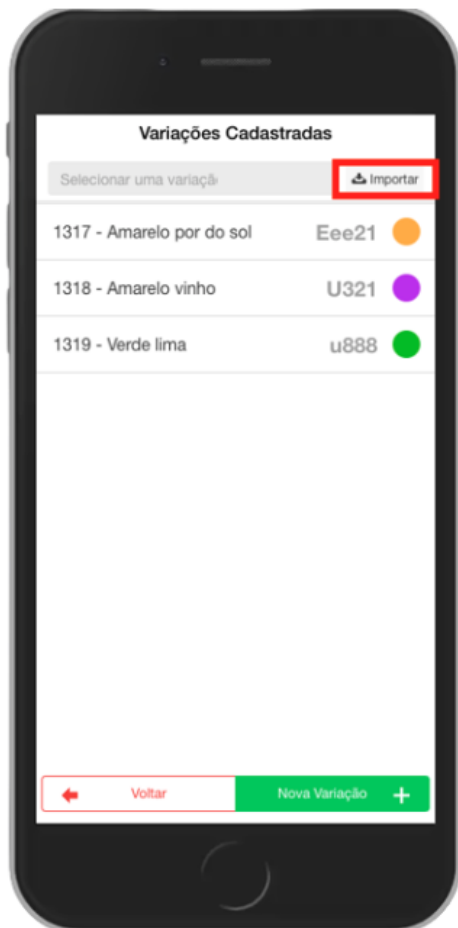 Variações Cadastradas
Selecionar uma variaçã
Importar
1317 - Amarelo por do sol Eee21
1318 - Amarelo vinho U321
1319 - Verde lima u888
Voltar Nova Variação +